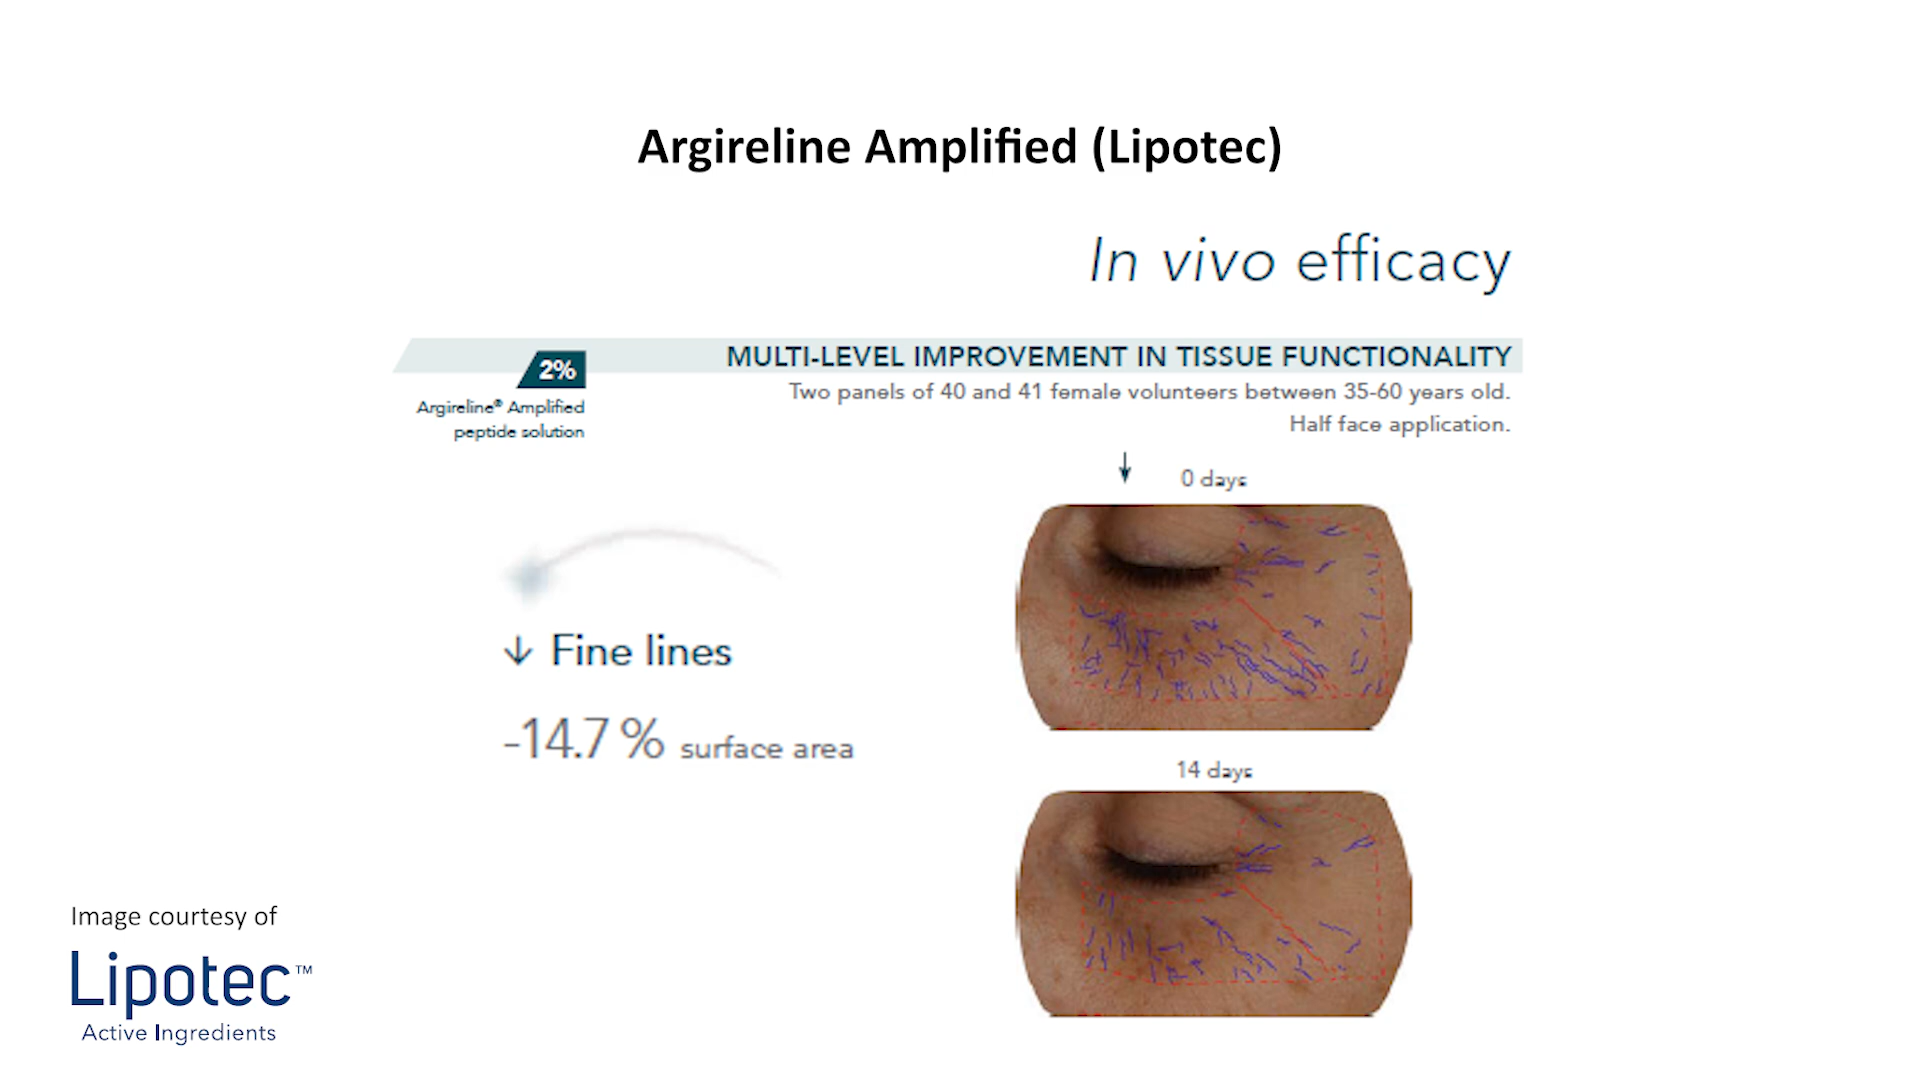 Argireline Amplified (Lipotec)
In vivo efficacy
MULTI-LEVEL IMPROVEMENT IN TISSUE FUNCTIONALITY
2%
Argireline® Amplified
peptide solution
Two panels of 40 and 41 female volunteers between 35-60 years old.
Half face application.
0 days
↓ Fine lines
-14.7 % surface area
14 days
Image courtesy of
Lipotec™
Active Ingredients